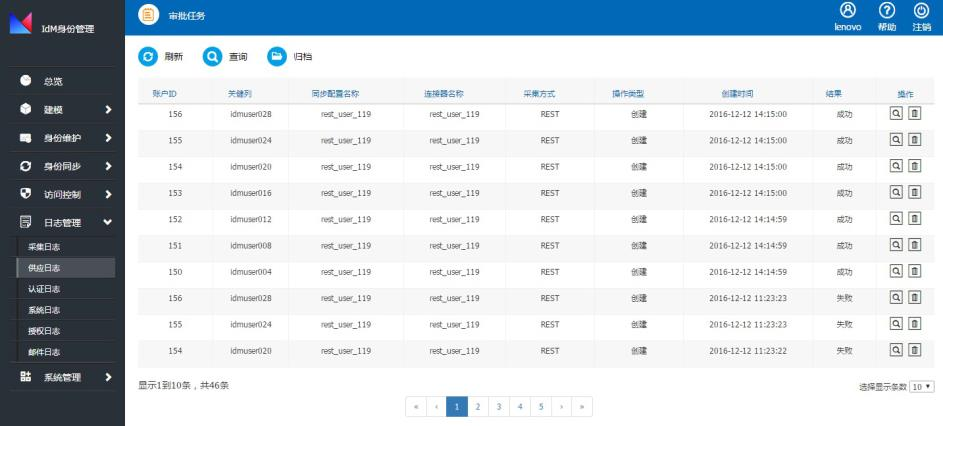 IdM身份管理
审批任务
lenovo 帮助 注销
刷新 查询 归档
总览
建模
身份维护
身份同步
访问控制
日志管理
采集日志
供应日志
认证日志
系统日志
授权日志
邮件日志
系统管理
账户ID 关键列 同步配置名称 连接器名称 采集方式 操作类型 创建时间 结果 操作
156 idmuser028 rest_user_119 rest_user_119 REST 创建 2016-12-12 14:15:00 成功
155 idmuser024 rest_user_119 rest_user_119 REST 创建 2016-12-12 14:15:00 成功
154 idmuser020 rest_user_119 rest_user_119 REST 创建 2016-12-12 14:15:00 成功
153 idmuser016 rest_user_119 rest_user_119 REST 创建 2016-12-12 14:15:00 成功
152 idmuser012 rest_user_119 rest_user_119 REST 创建 2016-12-12 14:14:59 成功
151 idmuser008 rest_user_119 rest_user_119 REST 创建 2016-12-12 14:14:59 成功
150 idmuser004 rest_user_119 rest_user_119 REST 创建 2016-12-12 14:14:59 成功
156 idmuser028 rest_user_119 rest_user_119 REST 创建 2016-12-12 11:23:23 失败
155 idmuser024 rest_user_119 rest_user_119 REST 创建 2016-12-12 11:23:23 失败
154 idmuser020 rest_user_119 rest_user_119 REST 创建 2016-12-12 11:23:22 失败
显示1到10条，共46条
选择显示条数 10
« ‹ 1 2 3 4 5 › »